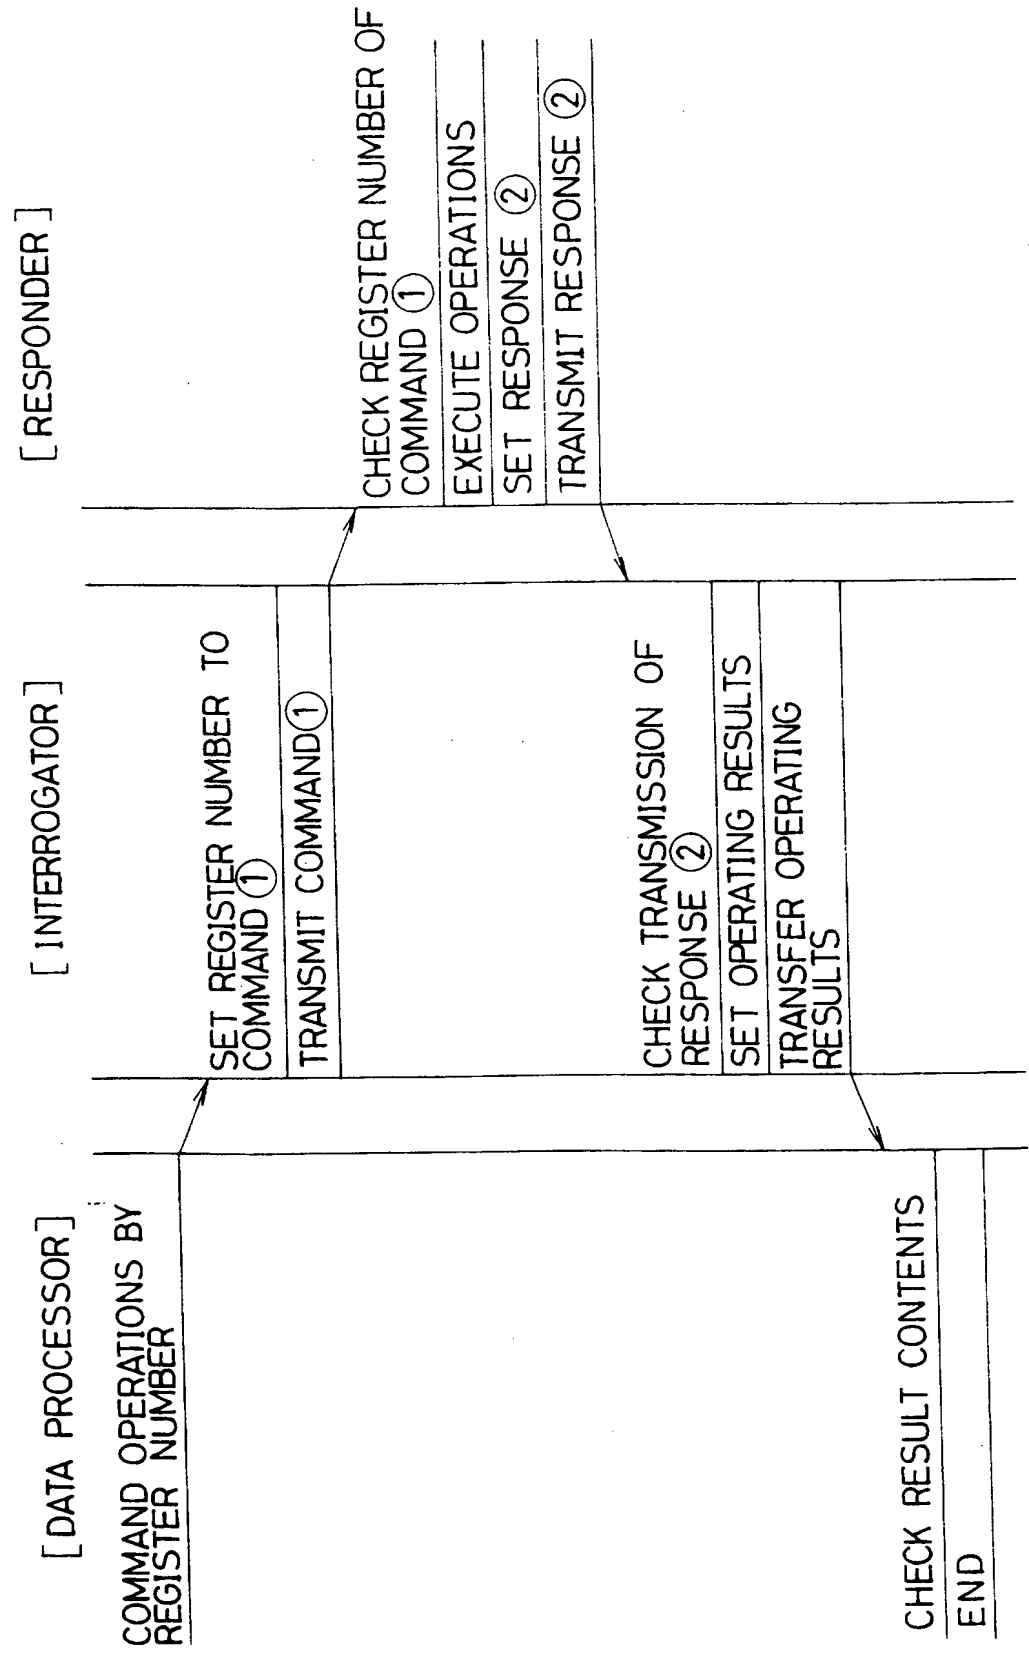 [DATA PROCESSOR]
COMMAND OPERATIONS BY
REGISTER NUMBER
CHECK RESULT CONTENTS
END
[INTERROGATOR]
SET REGISTER NUMBER TO
COMMAND ①
TRANSMIT COMMAND ①
CHECK TRANSMISSION OF
RESPONSE ②
SET OPERATING RESULTS
TRANSFER OPERATING
RESULTS
[RESPONDER]
CHECK REGISTER NUMBER OF
COMMAND ①
EXECUTE OPERATIONS
SET RESPONSE ②
TRANSMIT RESPONSE ②